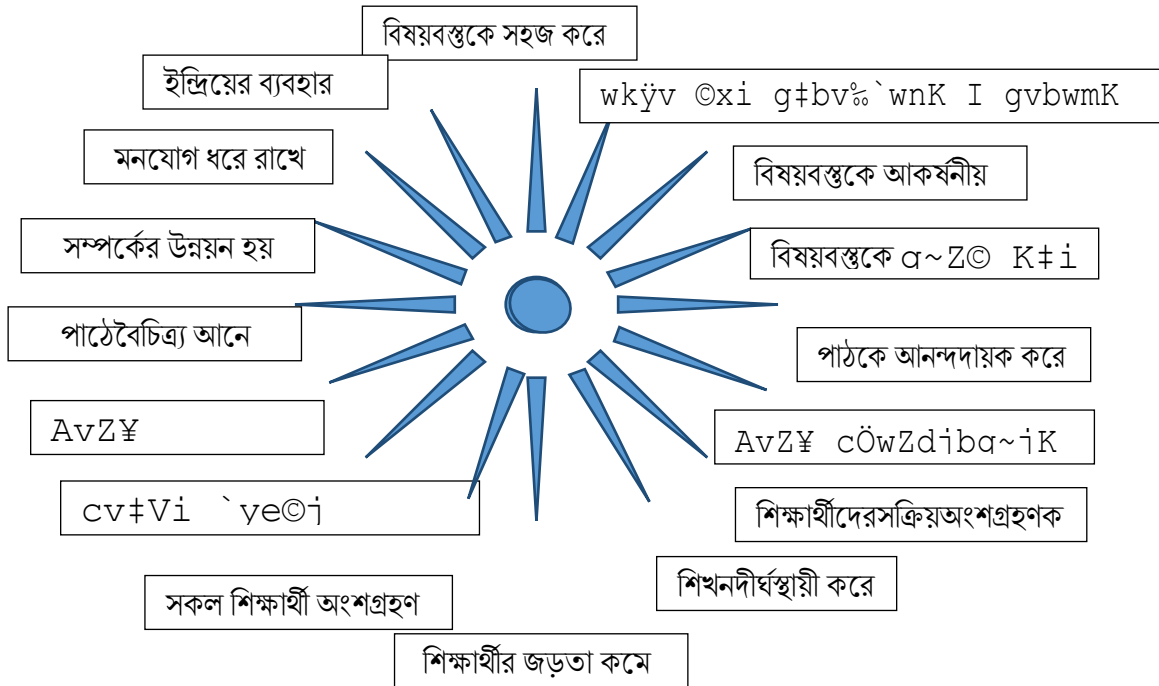 বিষয়বস্তুকে সহজ করে
ইন্দ্রিয়ের ব্যবহার
wkÿv ©xi g‡bv‰`wnK I gvbwmK
মনযোগ ধরে রাখে
বিষয়বস্তুকে আকর্ষনীয়
সম্পর্কের উন্নয়ন হয়
বিষয়বস্তুকে g~Z© K‡i
পাঠেবৈচিত্র্য আনে
পাঠকে আনন্দদায়ক করে
AvZ¥
AvZ¥ cÖwZdjbg~jK
cv‡Vi `ye©j
শিক্ষার্থীদেরসক্রিয়অংশগ্রহণক
শিখনদীর্ঘস্থায়ী করে
সকল শিক্ষার্থী অংশগ্রহণ
শিক্ষার্থীর জড়তা কমে